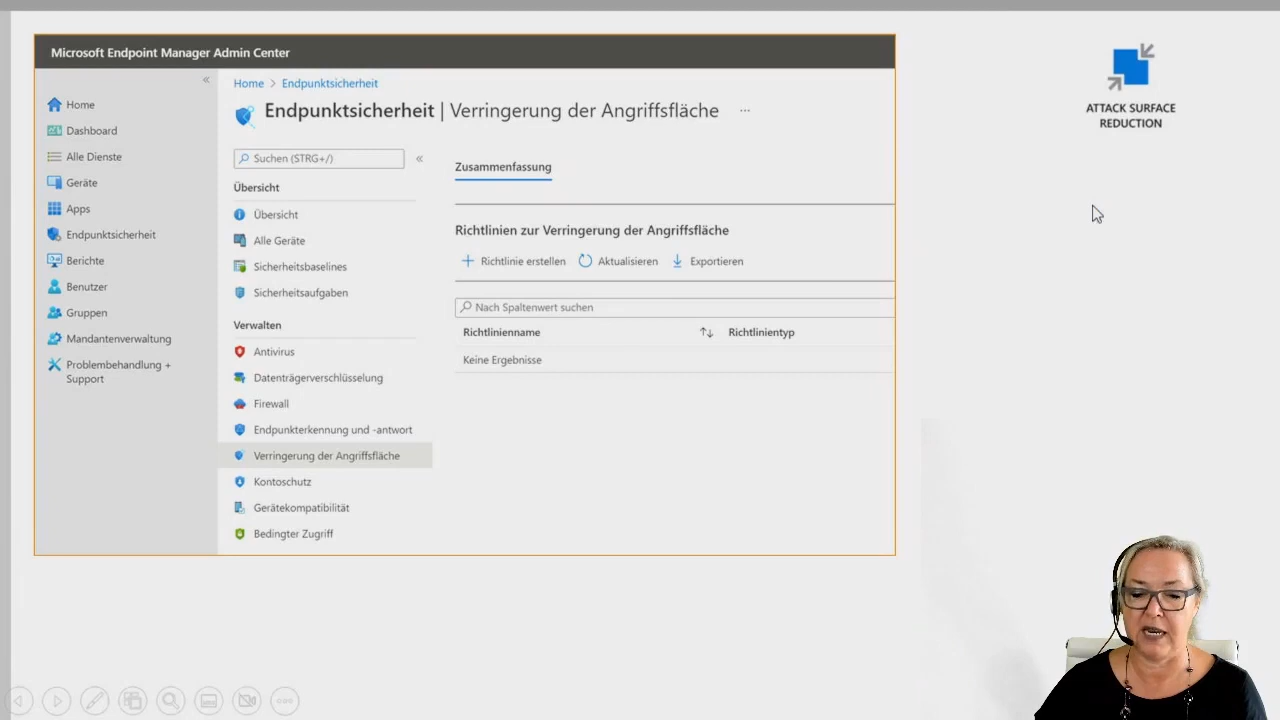 Microsoft Endpoint Manager Admin Center
«
Home
Dashboard
Alle Dienste
Geräte
Apps
Endpunktsicherheit
Berichte
Benutzer
Gruppen
Mandantenverwaltung
Problembehandlung +
Support
Home > Endpunktsicherheit
Endpunktsicherheit | Verringerung der Angriffsfläche ...
Suchen (STRG+/) «
Übersicht
Übersicht
Alle Geräte
Sicherheitsbaselines
Sicherheitsaufgaben
Verwalten
Antivirus
Datenträgerverschlüsselung
Firewall
Endpunkterkennung und -antwort
Verringerung der Angriffsfläche
Kontoschutz
Gerätekompatibilität
Bedingter Zugriff
Zusammenfassung
Richtlinien zur Verringerung der Angriffsfläche
Richtlinie erstellen Aktualisieren Exportieren
Nach Spaltenwert suchen
Richtlinienname Richtlinientyp
Keine Ergebnisse
ATTACK SURFACE
REDUCTION